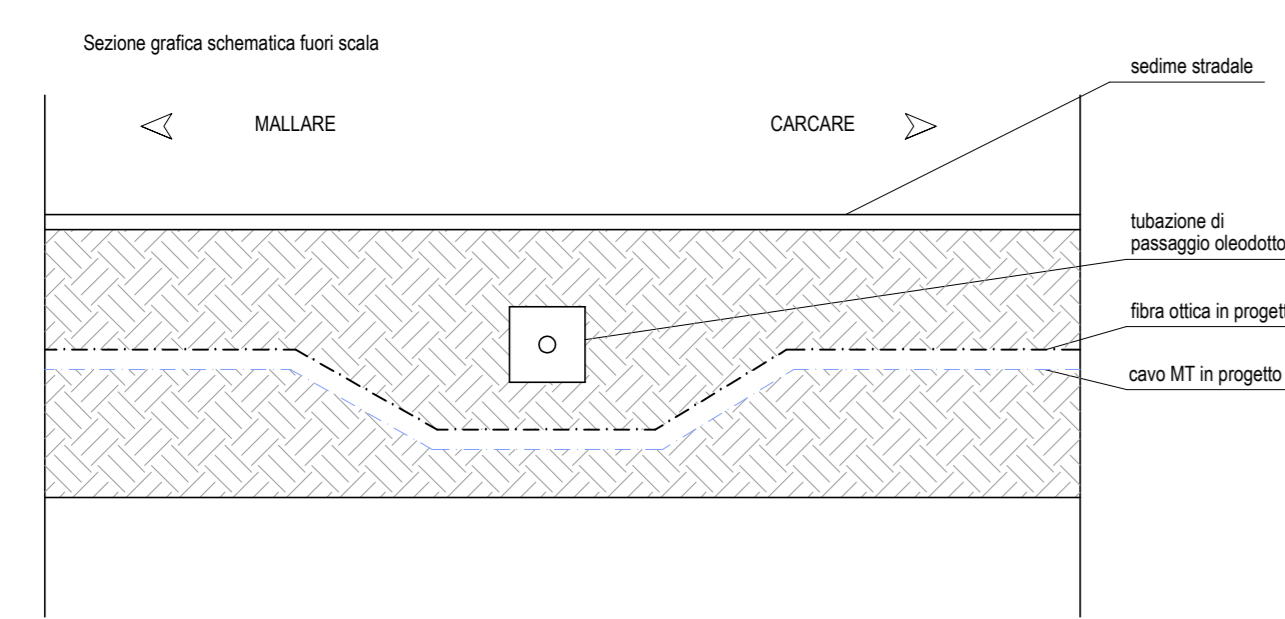 Sezione grafica schematica fuori scala
sedime stradale
MALLARE
CARCARE
tubazione di
passaggio oleodotto
fibra ottica in
cavo MT in progetto